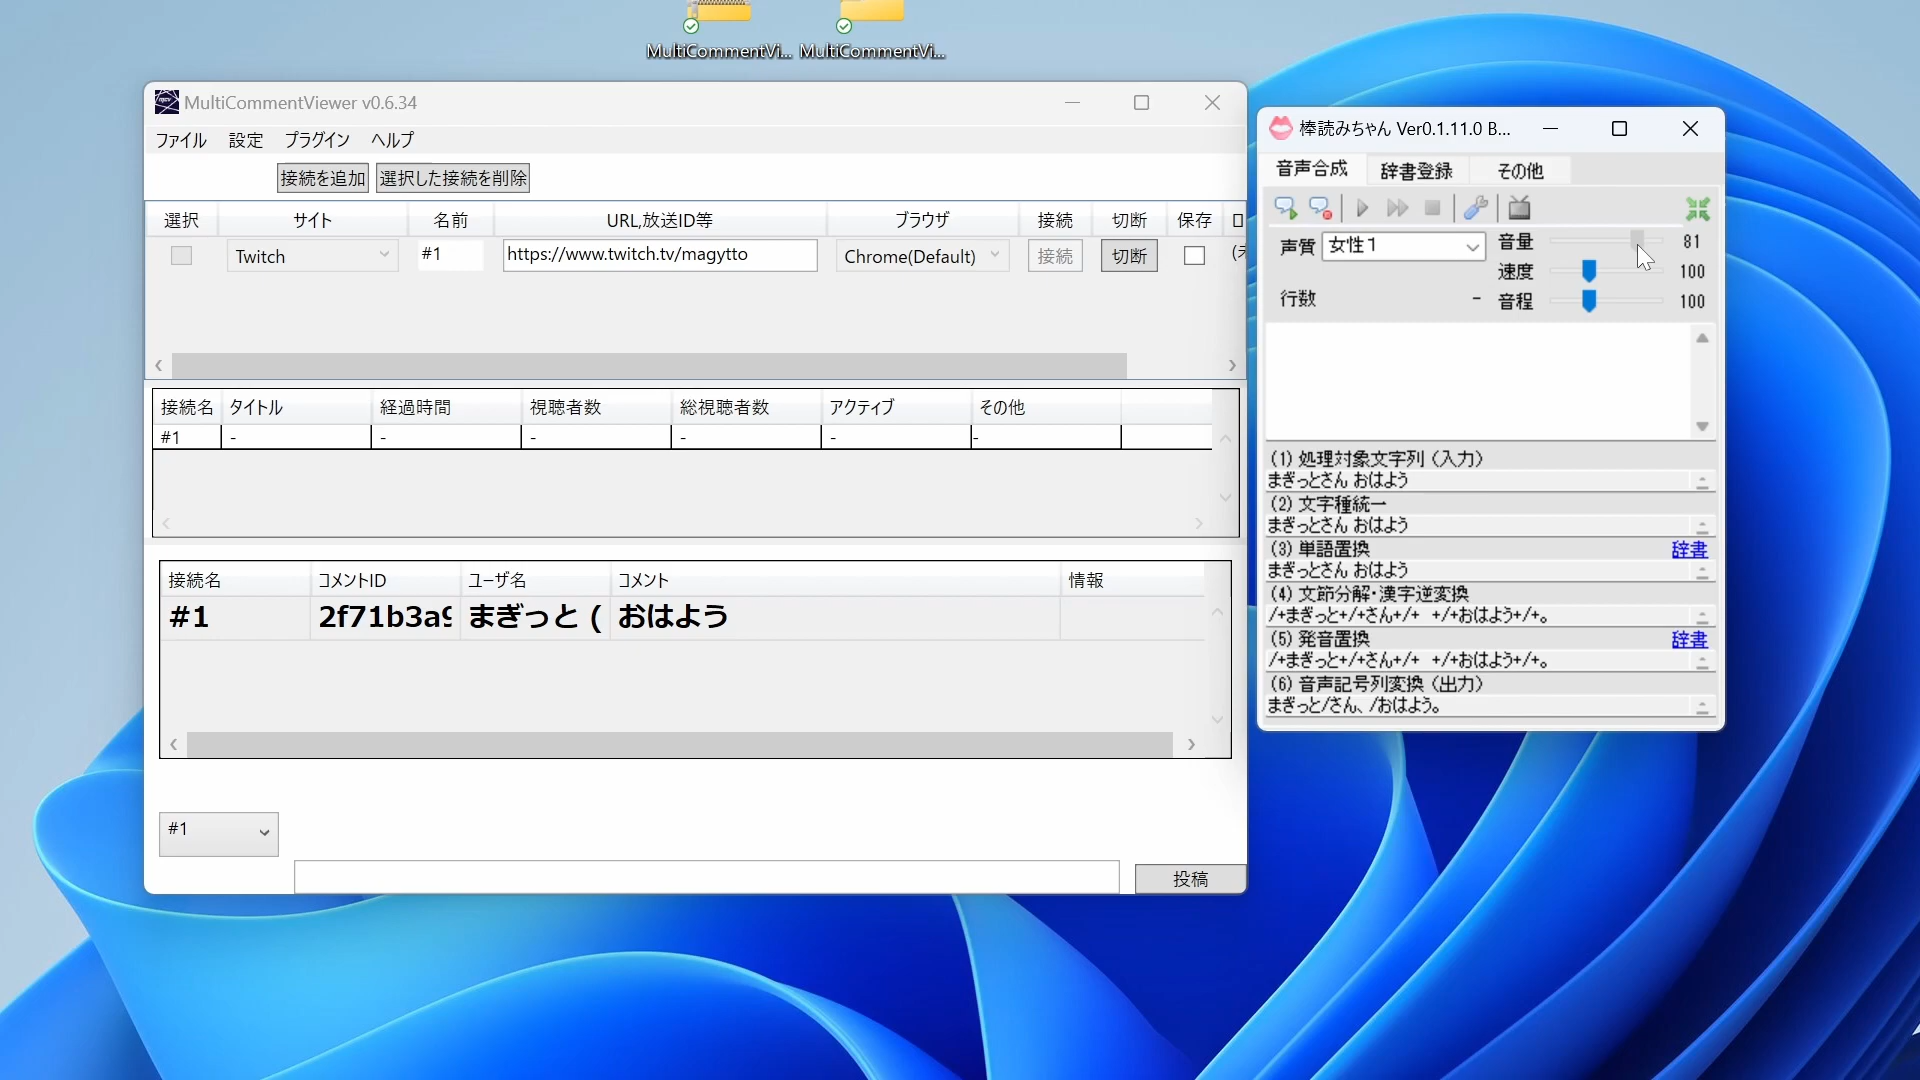 MultiCommentVi... MultiCommentVi...
MultiCommentViewer v0.6.34
ファイル 設定 プラグイン ヘルプ
接続を追加 選択した接続を削除
選択 サイト 名前 URL,放送ID等 ブラウザ 接続 切断 保存 ロ
Twitch #1 https://www.twitch.tv/magytto Chrome(Default) 接続 切断
接続名 タイトル 経過時間 視聴者数 総視聴者数 アクティブ その他
#1 - - - - - -
接続名 コメントID ユーザ名 コメント 情報
#1 2f71b3a9 まぎっと ( おはよう
#1
投稿
棒読みちゃん Ver0.1.11.0 B...
音声合成 辞書登録 その他
声質 女性1 音量 81
速度 100
行数 - 音程 100
(1) 処理対象文字列 (入力)
まぎっとさん おはよう
(2) 文字種統一
まぎっとさん おはよう
(3) 単語置換 辞書
まぎっとさん おはよう
(4) 文節分解・漢字逆変換
/+まぎっと+/+さん+/+ +/+おはよう+/+。
(5) 発音置換 辞書
/+まぎっと+/+さん+/+ +/+おはよう+/+。
(6) 音声記号列変換 (出力)
まぎっと/さん、/おはよう。